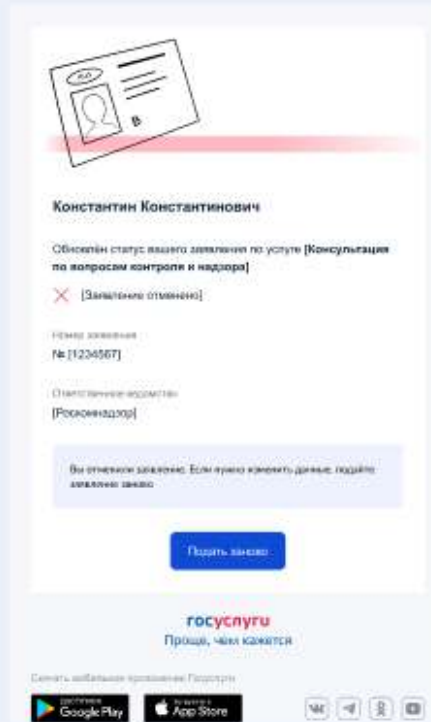 Константин Константинович
Обновлён статус вашего заявления по услуге [Консультация
по вопросам контроля и надзора]
[Заявление отменено]
Номер заявления
№ [1234567]
Ответственное ведомство
[Роскомнадзор]
Вы отменили заявление. Если нужно изменить данные, подайте
заявление заново
Подать заново
госуслуги
Проще, чем кажется
Скачать мобильное приложение Госуслуги
Google Play
App Store